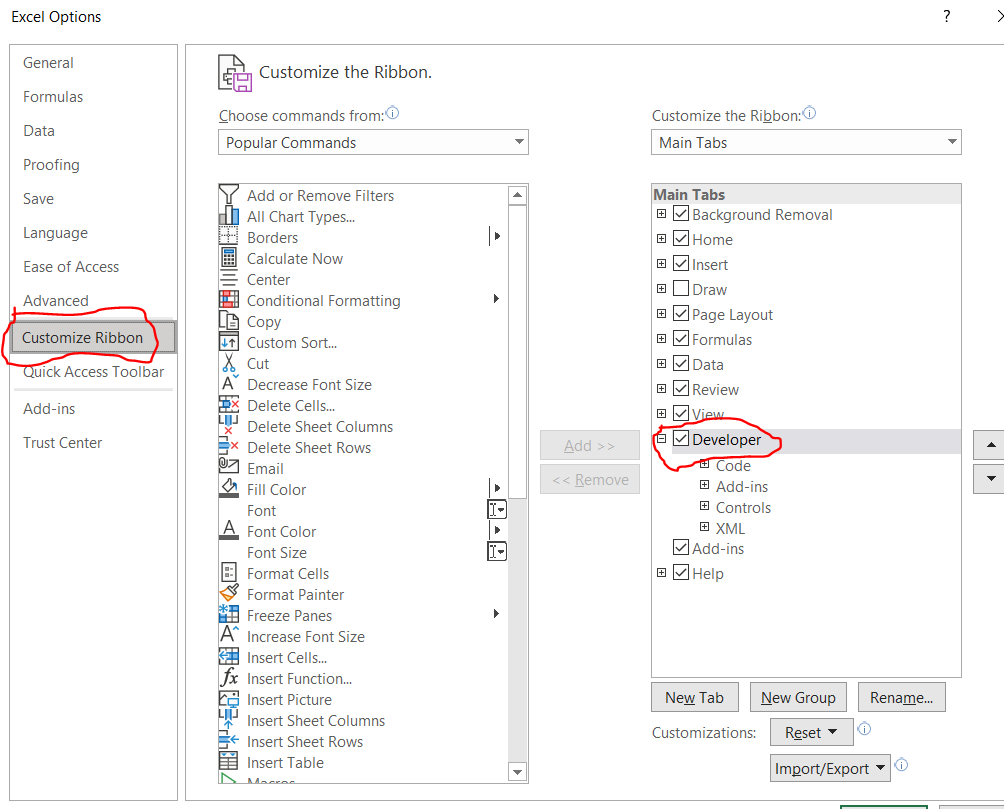 Excel Options
?
General
Formulas
Data
Proofing
Save
Language
Ease of Access
Advanced
Customize Ribbon
Quick Access Toolbar
Add-ins
Trust Center
Customize the Ribbon.
Choose commands from:
Popular Commands
Add or Remove Filters
All Chart Types...
Borders
Calculate Now
Center
Conditional Formatting
Copy
Custom Sort...
Cut
Decrease Font Size
Delete Cells...
Delete Sheet Columns
Delete Sheet Rows
Email
Fill Color
Font
Font Color
Font Size
Format Cells
Format Painter
Freeze Panes
Increase Font Size
Insert Cells...
Insert Function...
Insert Picture
Insert Sheet Columns
Insert Sheet Rows
Insert Table
Macros
Add >>
<< Remove
Customize the Ribbon:
Main Tabs
Main Tabs
Background Removal
Home
Insert
Draw
Page Layout
Formulas
Data
Review
View
Developer
Code
Add-ins
Controls
XML
Add-ins
Help
New Tab
New Group
Rename...
Customizations:
Reset
Import/Export